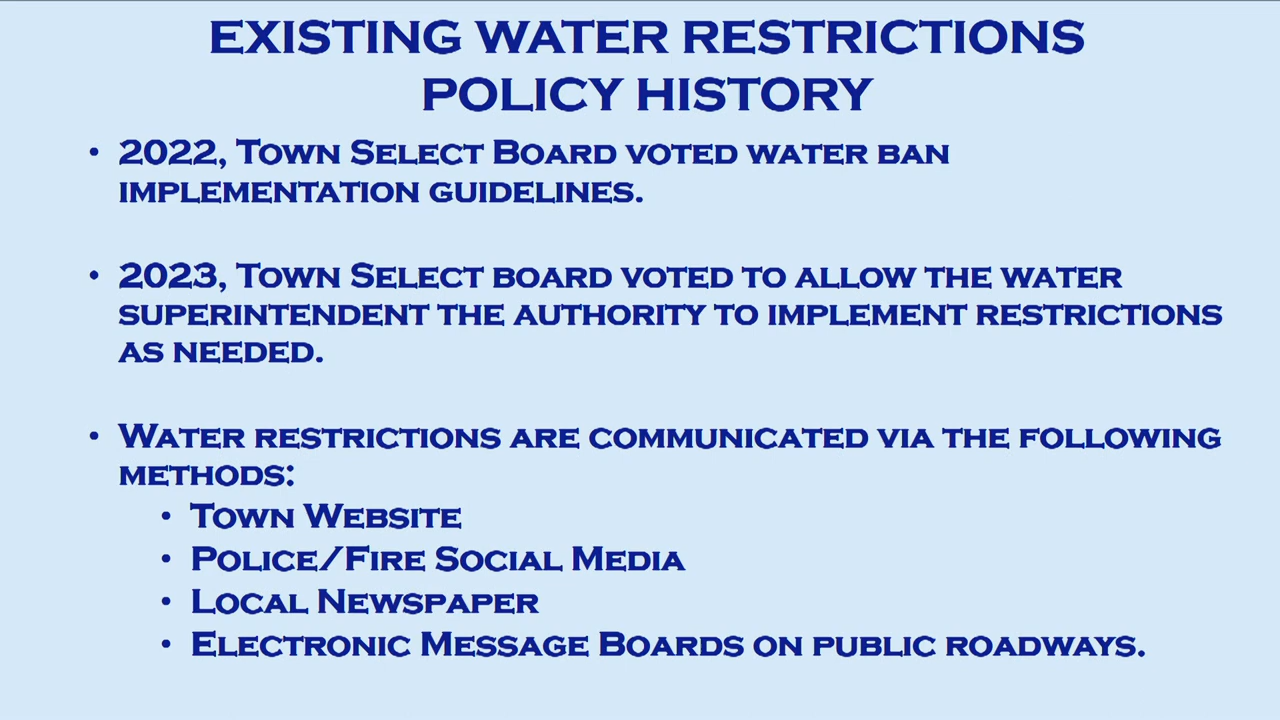 EXISTING WATER RESTRICTIONS
POLICY HISTORY
• 2022, Town Select Board voted water ban
implementation guidelines.
• 2023, Town Select board voted to allow the water
superintendent the authority to implement restrictions
as needed.
• Water restrictions are communicated via the following
methods:
• Town Website
• Police/Fire Social Media
• Local Newspaper
• Electronic Message Boards on public roadways.